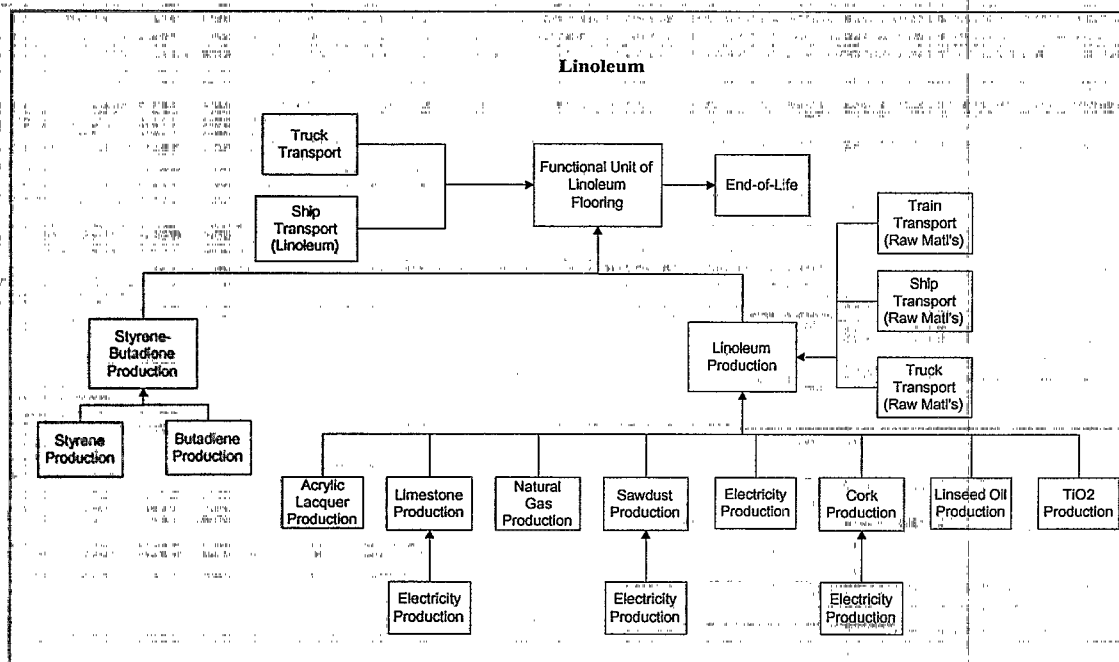 Linoleum
Truck
Transport
Ship
Transport
(Linoleum)
Functional Unit of
Linoleum
Flooring
End-of-Life
Train
Transport
(Raw Matl's)
Ship
Transport
(Raw Matl's)
Truck
Transport
(Raw Matl's)
Styrene-
Butadione
Production
Linoleum
Production
Styrene
Production
Butadiene
Production
Acrylic
Lacquer
Production
Limestone
Production
Natural
Gas
Production
Sawdust
Production
Electricity
Production
Cork
Production
Linseed Oil
Production
TiO2
Production
Electricity
Production
Electricity
Production
Electricity
Production